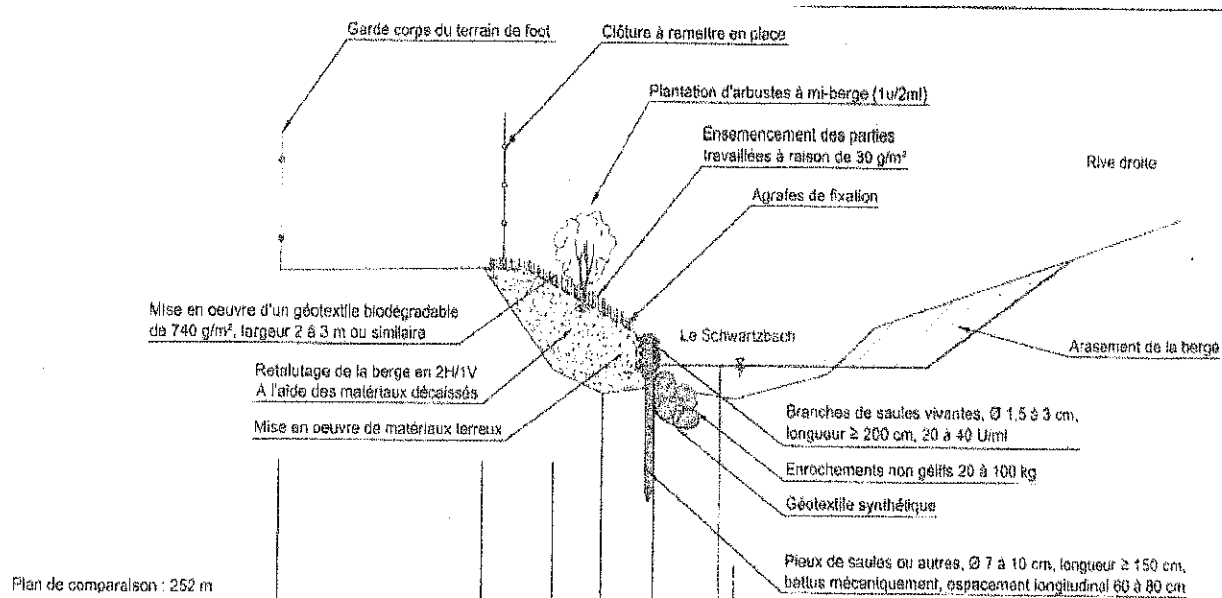 Garde corps du terrain de foot
Clôture à remettre en place
Plantation d'arbustes à mi-berge (1u/2ml)
Ensemencement des parties
travaillées à raison de 30 g/m²
Rive droite
Agrafes de fixation
Mise en oeuvre d'un géotextile biodégradable
de 740 g/m², largeur 2 à 3 m ou similaire
Le Schwartzbach
Arasement de la berge
Retalutage de la berge en 2H/1V
A l'aide des matériaux décaissés
Mise en oeuvre de matériaux terreux
Branches de saules vivantes, Ø 1,5 à 3 cm,
longueur ≥ 200 cm, 20 à 40 U/ml
Enrochements non gélifs 20 à 100 kg
Géotextile synthétique
Pieux de saules ou autres, Ø 7 à 10 cm, longueur ≥ 150 cm,
battus mécaniquement, espacement longitudinal 60 à 80 cm
Plan de comparaison : 252 m